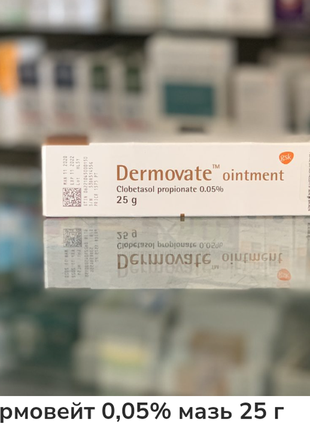 gsk
Dermovate™ ointment
Clobetasol propionate 0.05%
25 g
рмовейт 0,05% мазь 25 г